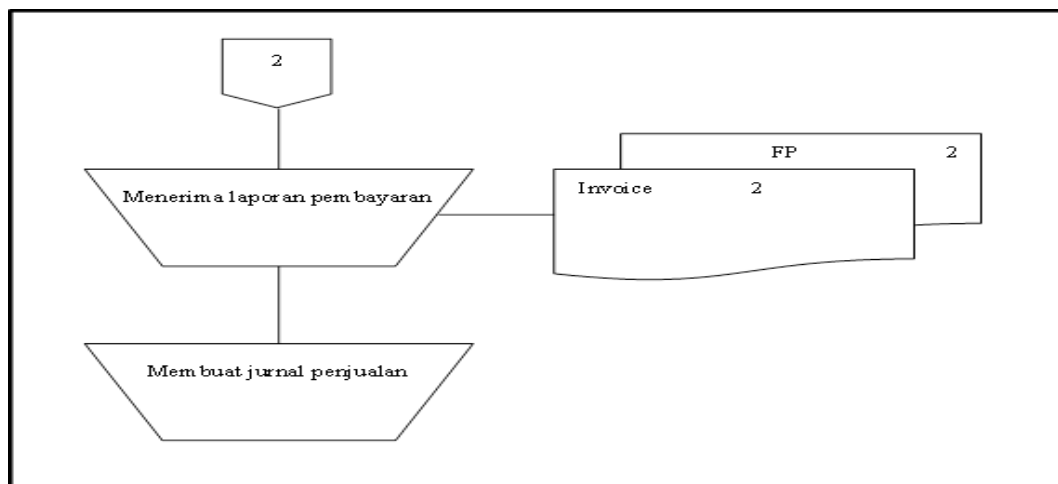 2
FP 2
Menerima laporan pembayaran
Invoice 2
Membuat jurnal penjualan